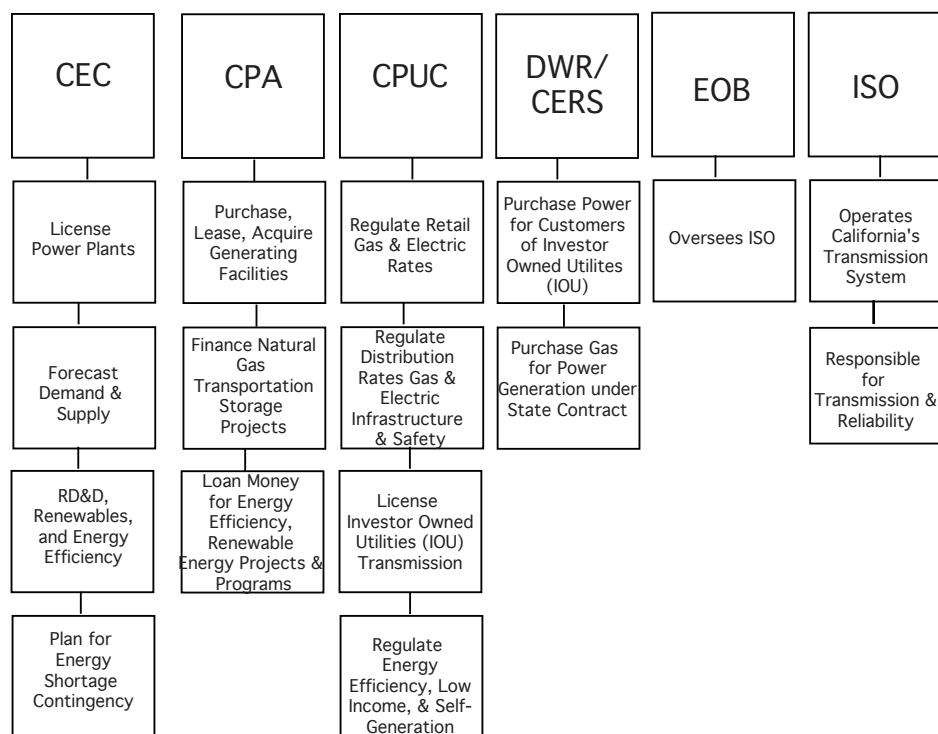 CEC
License
Power Plants
Forecast
Demand &
Supply
RD&D,
Renewables,
and Energy
Efficiency
Plan for
Energy
Shortage
Contingency
CPA
Purchase,
Lease, Acquire
Generating
Facilities
Finance Natural
Gas
Transportation
Storage
Projects
Loan Money
for Energy
Efficiency,
Renewable
Energy Projects &
Programs
CPUC
Regulate Retail
Gas & Electric
Rates
Regulate
Distribution
Rates Gas &
Electric
Infrastructure
& Safety
License
Investor Owned
Utilities (IOU)
Transmission
Regulate
Energy
Efficiency, Low
Income, & Self-
Generation
DWR/
CERS
Purchase Power
for Customers
of Investor
Owned Utilites
(IOU)
Purchase Gas
for Power
Generation under
State Contract
EOB
Oversees ISO
ISO
Operates
California's
Transmission
System
Responsible
for
Transmission &
Reliability